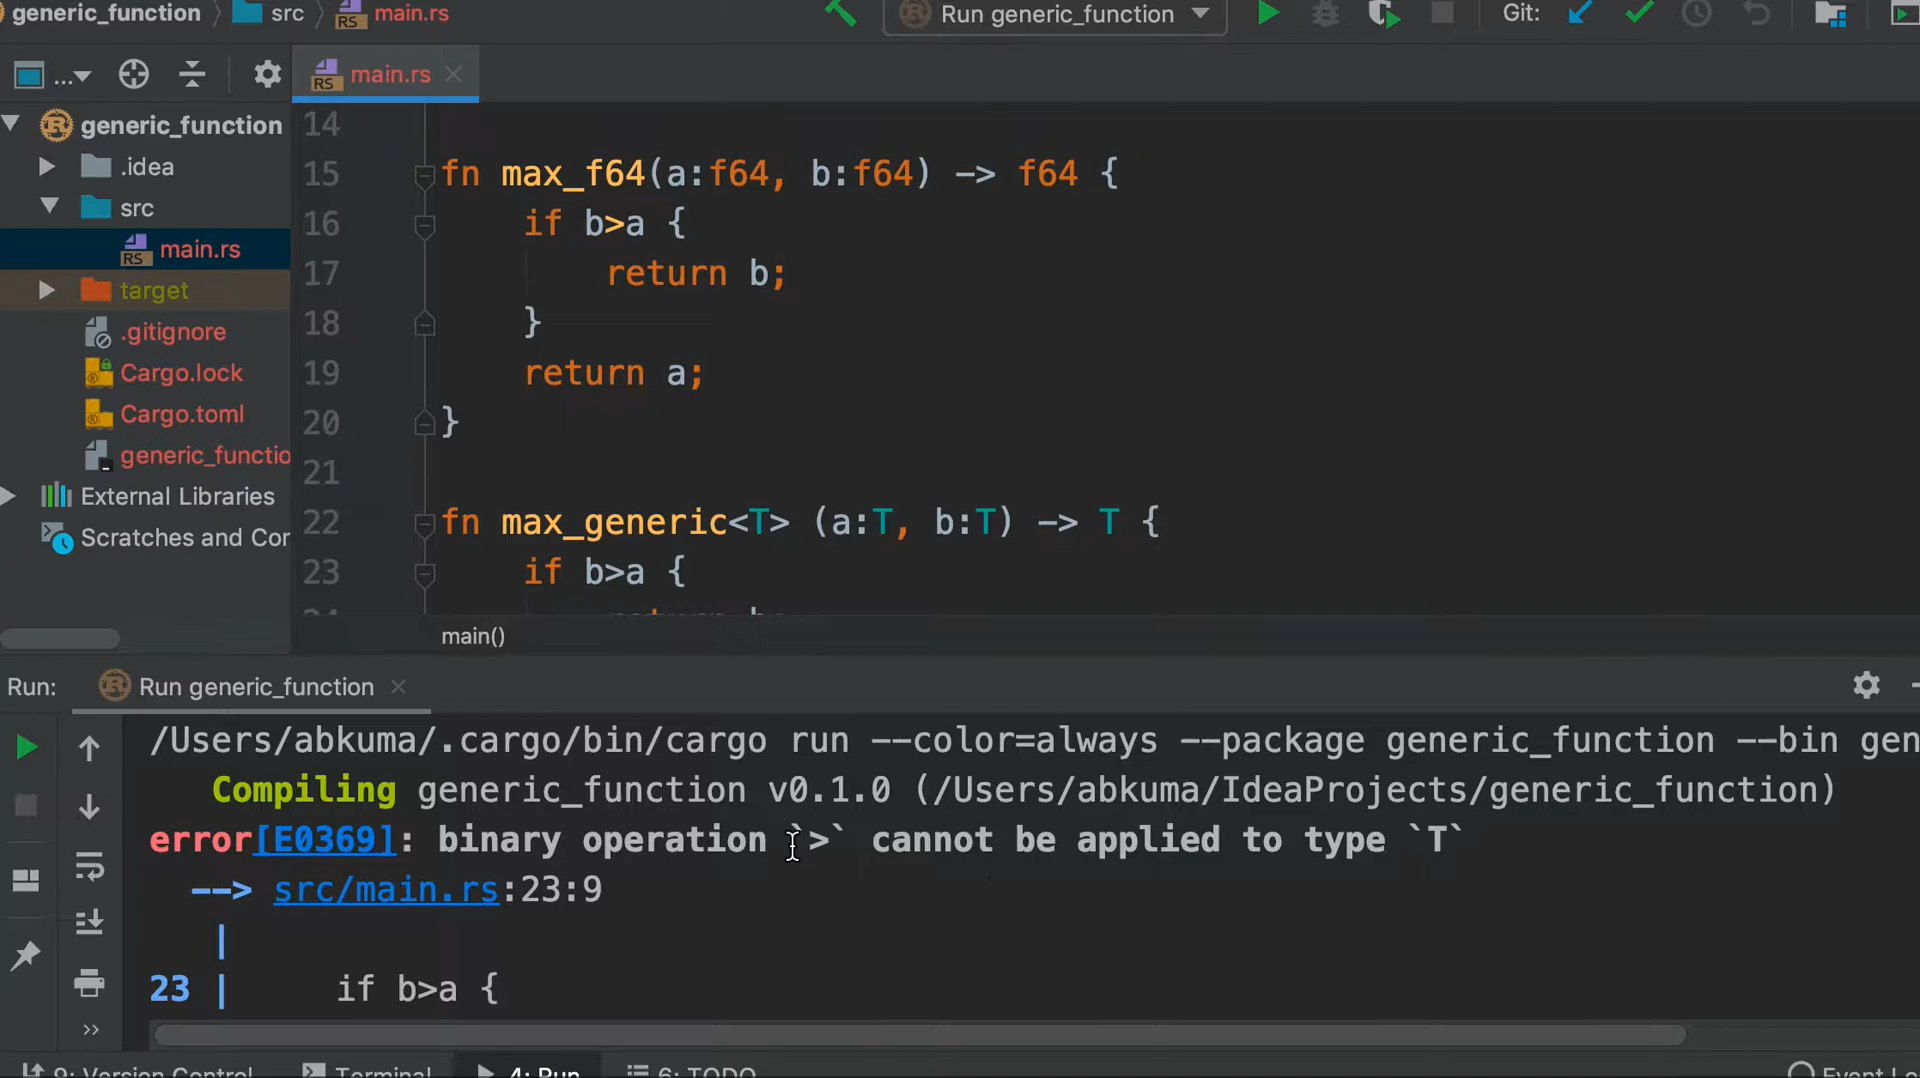 generic_function src main.rs Run generic_function Git:
... main.rs
generic_function
.idea
src
main.rs
target
.gitignore
Cargo.lock
Cargo.toml
generic_functio
External Libraries
Scratches and Cor
14
15 fn max_f64(a:f64, b:f64) -> f64 {
16 if b>a {
17 return b;
18 }
19 return a;
20 }
21
22 fn max_generic<T> (a:T, b:T) -> T {
23 if b>a {
main()
Run: Run generic_function
/Users/abkuma/.cargo/bin/cargo run --color=always --package generic_function --bin gen
Compiling generic_function v0.1.0 (/Users/abkuma/IdeaProjects/generic_function)
error[E0369]: binary operation `>` cannot be applied to type `T`
--> src/main.rs:23:9
|
23 | if b>a {
9: Version Control Terminal 4: Run 6: TODO Event Lo